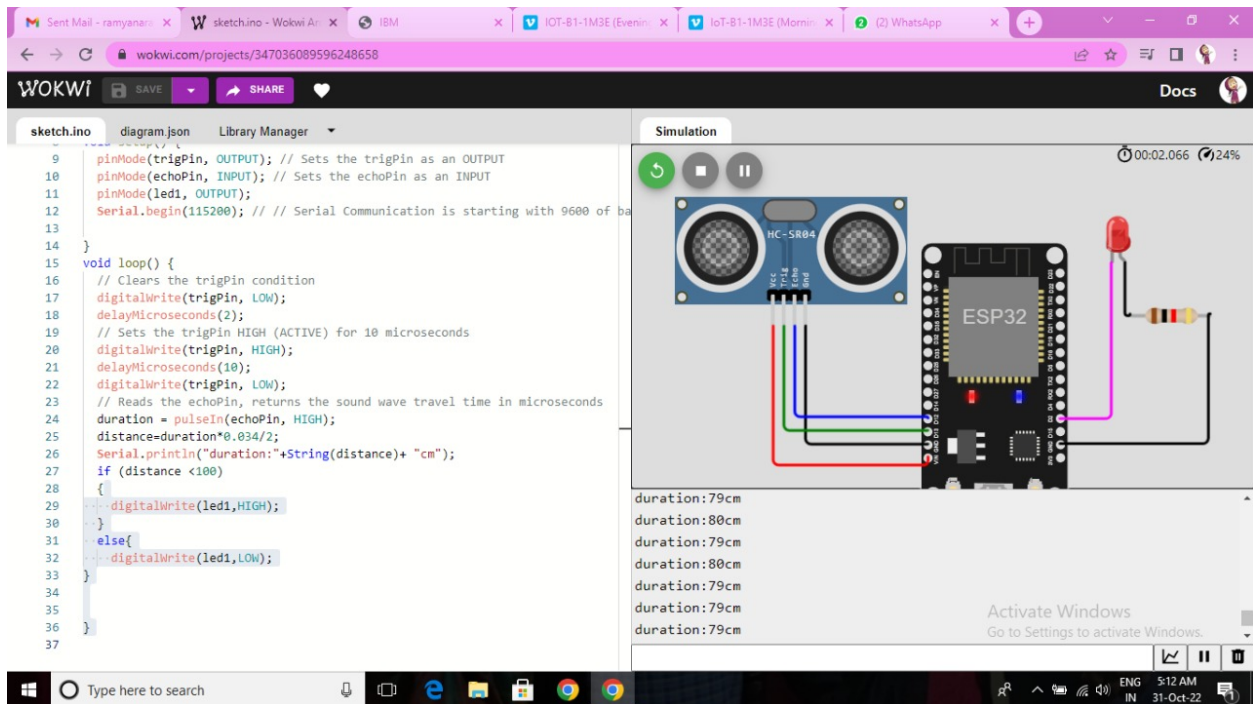 Sent Mail - ramyanara
sketch.ino - Wokwi Ar
IBM
IOT-B1-1M3E (Evenin
IoT-B1-1M3E (Mornin
(2) WhatsApp
wokwi.com/projects/347036089596248658
WOKWi
SAVE
SHARE
Docs
sketch.ino
diagram.json
Library Manager
9 pinMode(trigPin, OUTPUT); // Sets the trigPin as an OUTPUT
10 pinMode(echoPin, INPUT); // Sets the echoPin as an INPUT
11 pinMode(led1, OUTPUT);
12 Serial.begin(115200); // // Serial Communication is starting with 9600 of ba
13
14 }
15 void loop() {
16 // Clears the trigPin condition
17 digitalWrite(trigPin, LOW);
18 delayMicroseconds(2);
19 // Sets the trigPin HIGH (ACTIVE) for 10 microseconds
20 digitalWrite(trigPin, HIGH);
21 delayMicroseconds(10);
22 digitalWrite(trigPin, LOW);
23 // Reads the echoPin, returns the sound wave travel time in microseconds
24 duration = pulseIn(echoPin, HIGH);
25 distance=duration*0.034/2;
26 Serial.println("duration:"+String(distance)+ "cm");
27 if (distance <100)
28 {
29 digitalWrite(led1,HIGH);
30 }
31 else{
32 digitalWrite(led1,LOW);
33 }
34
35
36 }
37
Simulation
00:02.066
24%
HC-SR04
Vcc
Trig
Echo
Gnd
ESP32
duration:79cm
duration:80cm
duration:79cm
duration:80cm
duration:79cm
duration:79cm
duration:79cm
Activate Windows
Go to Settings to activate Windows.
Type here to search
ENG
IN
5:12 AM
31-Oct-22